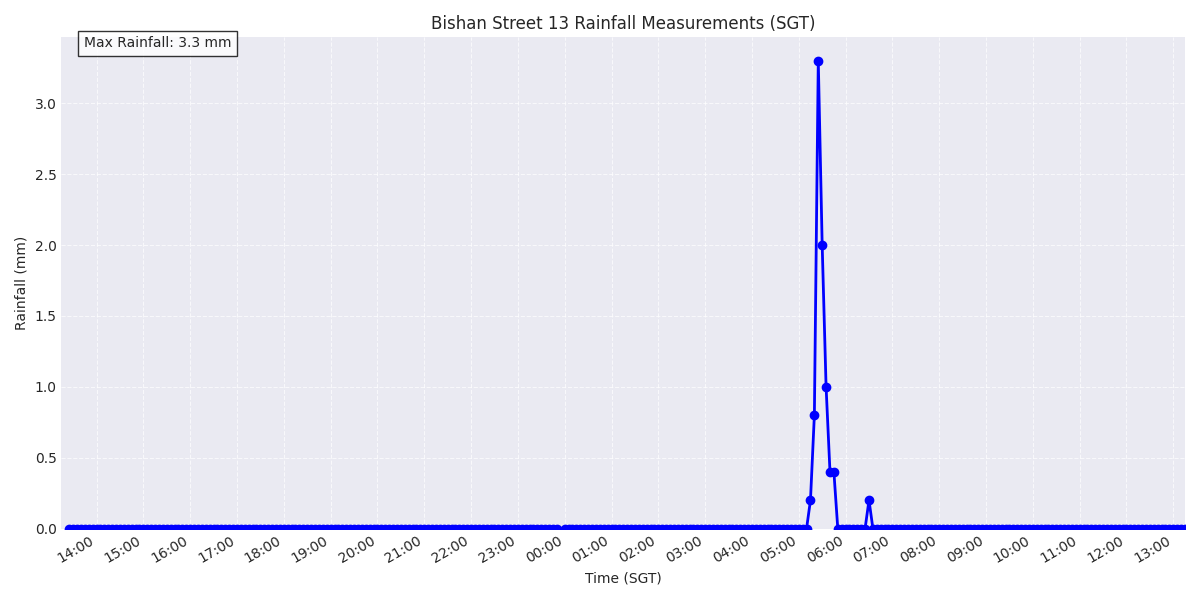 Bishan Street 13 Rainfall Measurements (SGT)
Max Rainfall: 3.3 mm
Rainfall (mm)
3.0
2.5
2.0
1.5
1.0
0.5
0.0
14:00 15:00 16:00 17:00 18:00 19:00 20:00 21:00 22:00 23:00 00:00 01:00 02:00 03:00 04:00 05:00 06:00 07:00 08:00 09:00 10:00 11:00 12:00 13:00
Time (SGT)